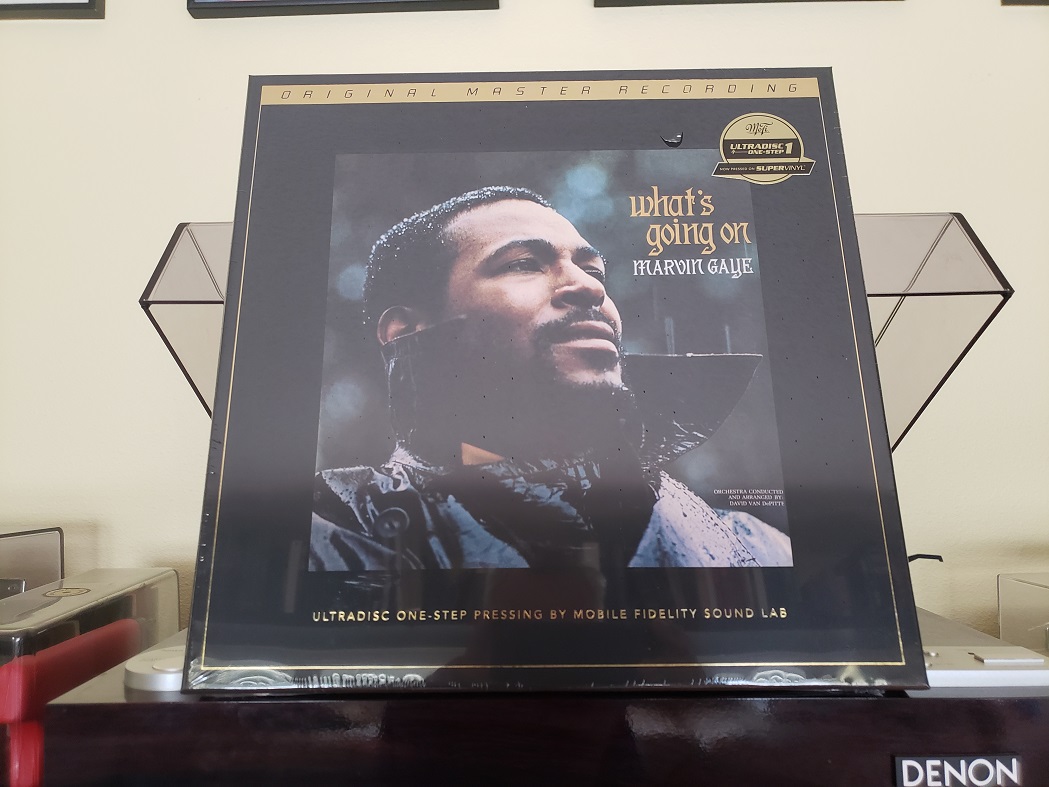 ORIGINAL MASTER RECORDING
MoFi
ULTRADISC
ONE-STEP 1
NOW PRESSED ON SUPERVINYL
what's
going on
MARVIN GAYE
ORCHESTRA CONDUCTED
AND ARRANGED BY:
DAVID VAN DePITTE
ULTRADISC ONE-STEP PRESSING BY MOBILE FIDELITY SOUND LAB
DENON